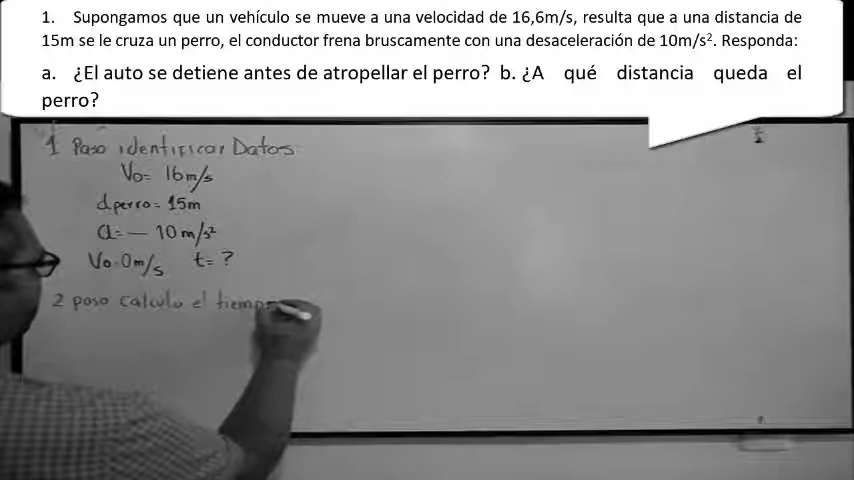 1. Supongamos que un vehículo se mueve a una velocidad de 16,6m/s, resulta que a una distancia de
15m se le cruza un perro, el conductor frena bruscamente con una desaceleración de 10m/s². Responda:
a. ¿El auto se detiene antes de atropellar el perro? b. ¿A qué distancia queda el
perro?
1 Paso identificar Datos
Vo= 16m/s
dperro= 15m
a= - 10m/s²
Vo=0m/s t= ?
2 paso calculo el tiempo